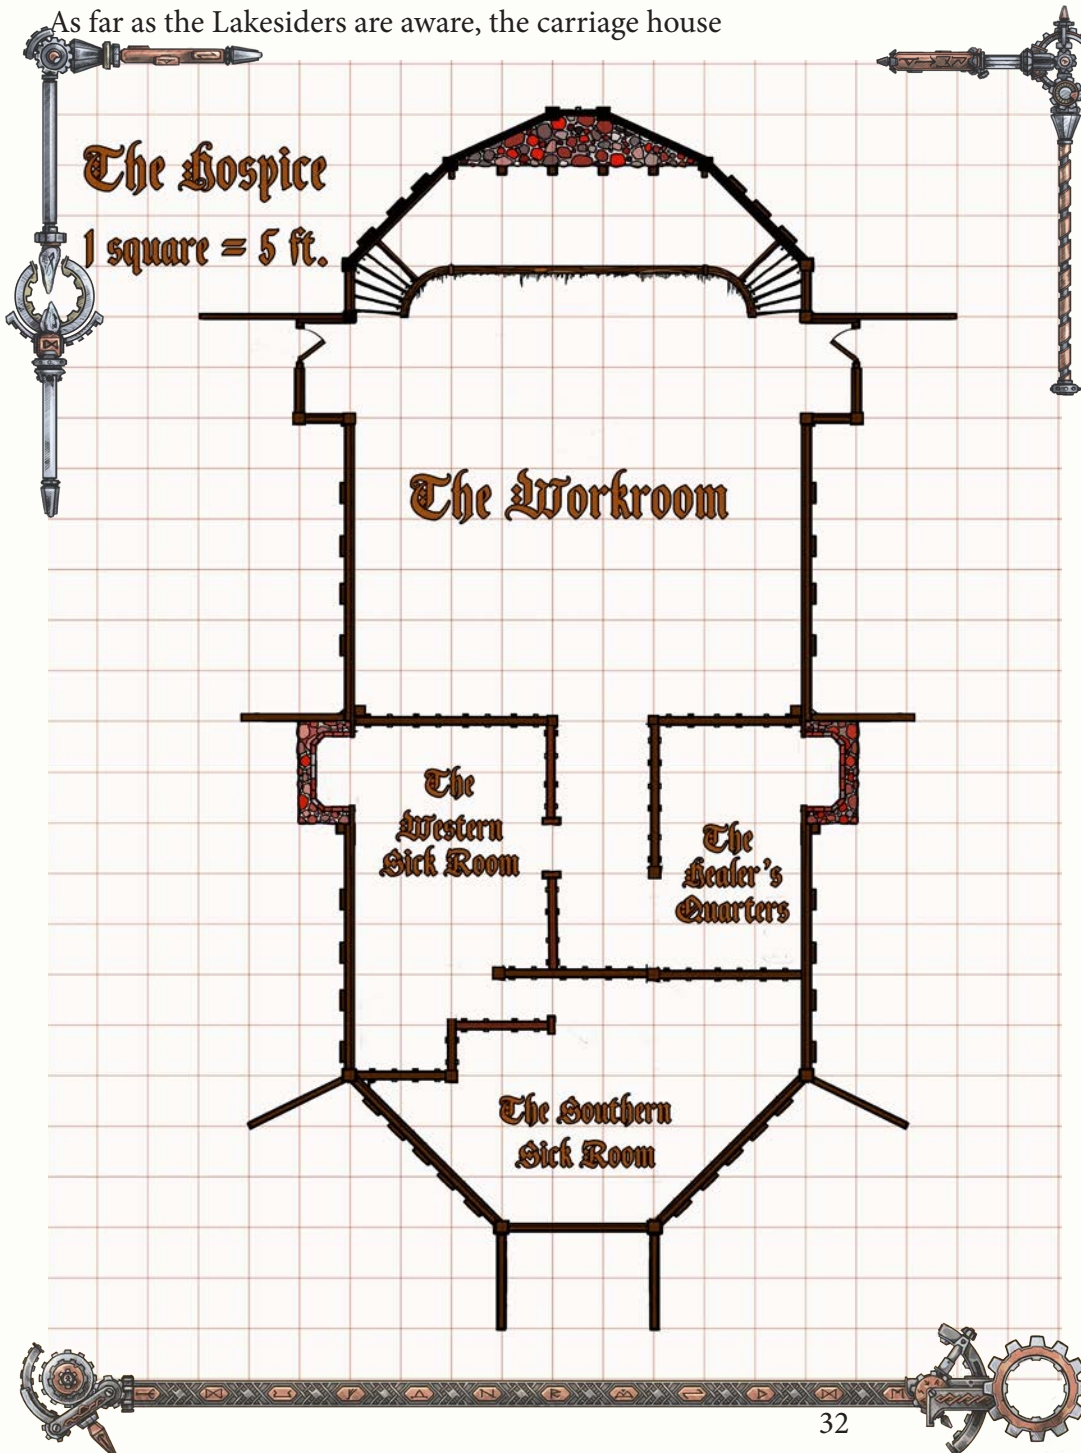 As far as the Lakesiders are aware, the carriage house
The Hospice
1 square = 5 ft.
The Workroom
The
Western
Sick Room
The
Healer's
Quarters
The Southern
Sick Room
32